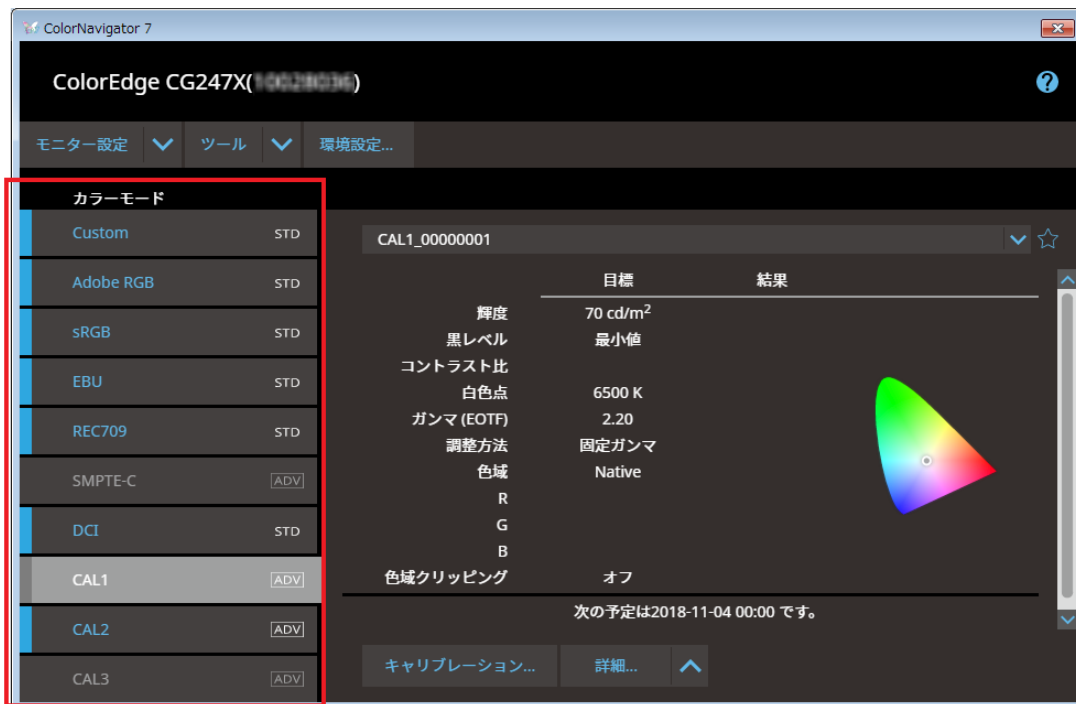 ColorNavigator 7
ColorEdge CG247X( )
モニター設定 ツール 環境設定...
カラーモード
Custom STD
Adobe RGB STD
sRGB STD
EBU STD
REC709 STD
SMPTE-C ADV
DCI STD
CAL1 ADV
CAL2 ADV
CAL3 ADV
CAL1_00000001
目標 結果
輝度 70 cd/m²
黒レベル 最小値
コントラスト比
白色点 6500 K
ガンマ (EOTF) 2.20
調整方法 固定ガンマ
色域 Native
R
G
B
色域クリッピング オフ
次の予定は2018-11-04 00:00 です。
キャリブレーション... 詳細...